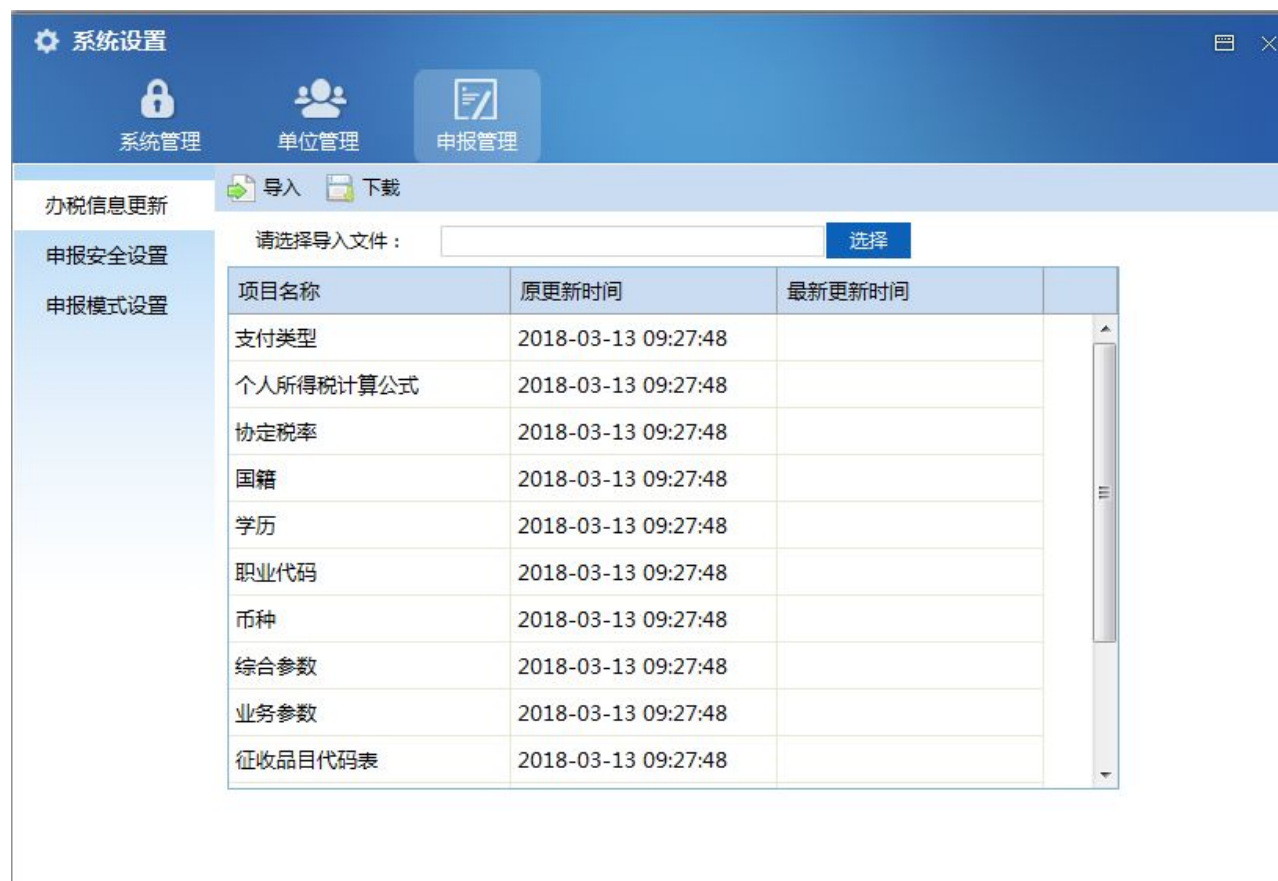 系统设置
系统管理 单位管理 申报管理
办税信息更新
申报安全设置
申报模式设置
导入 下载
请选择导入文件： 选择
项目名称 原更新时间 最新更新时间
支付类型 2018-03-13 09:27:48
个人所得税计算公式 2018-03-13 09:27:48
协定税率 2018-03-13 09:27:48
国籍 2018-03-13 09:27:48
学历 2018-03-13 09:27:48
职业代码 2018-03-13 09:27:48
币种 2018-03-13 09:27:48
综合参数 2018-03-13 09:27:48
业务参数 2018-03-13 09:27:48
征收品目代码表 2018-03-13 09:27:48